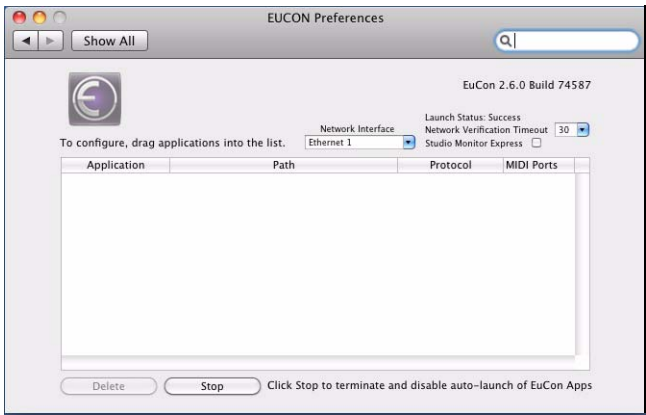 EUCON Preferences
Show All
EuCon 2.6.0 Build 74587
Launch Status: Success
Network Interface
Network Verification Timeout 30
To configure, drag applications into the list.
Ethernet 1
Studio Monitor Express
Application Path Protocol MIDI Ports
Delete Stop Click Stop to terminate and disable auto-launch of EuCon Apps